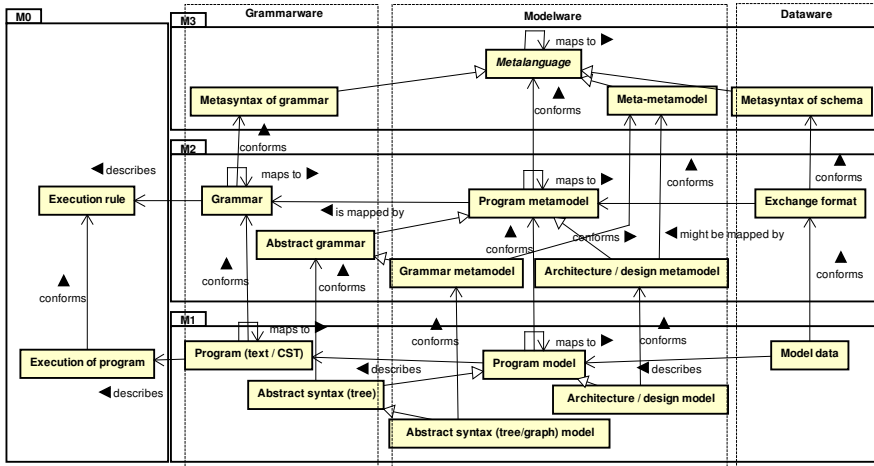 Grammarware
Modelware
Dataware
M0
M3
maps to ►
Metalanguage
Metasyntax of grammar
▲
conforms
Meta-metamodel
Metasyntax of schema
▲
conforms
M2
◄ describes
maps to ►
maps to ►
▲
conforms
▲
conforms
Execution rule
Grammar
Program metamodel
Exchange format
◄ is mapped by
Abstract grammar
▲
conforms
conforms ►
◄ might be mapped by
▲
conforms
▲
conforms
▲
conforms
Grammar metamodel
Architecture / design metamodel
M1
maps to ►
▲
conforms
maps to ►
▲
conforms
Execution of program
Program (text / CST)
Program model
Model data
◄ describes
◄ describes
◄ describes
Abstract syntax (tree)
Architecture / design model
Abstract syntax (tree/graph) model